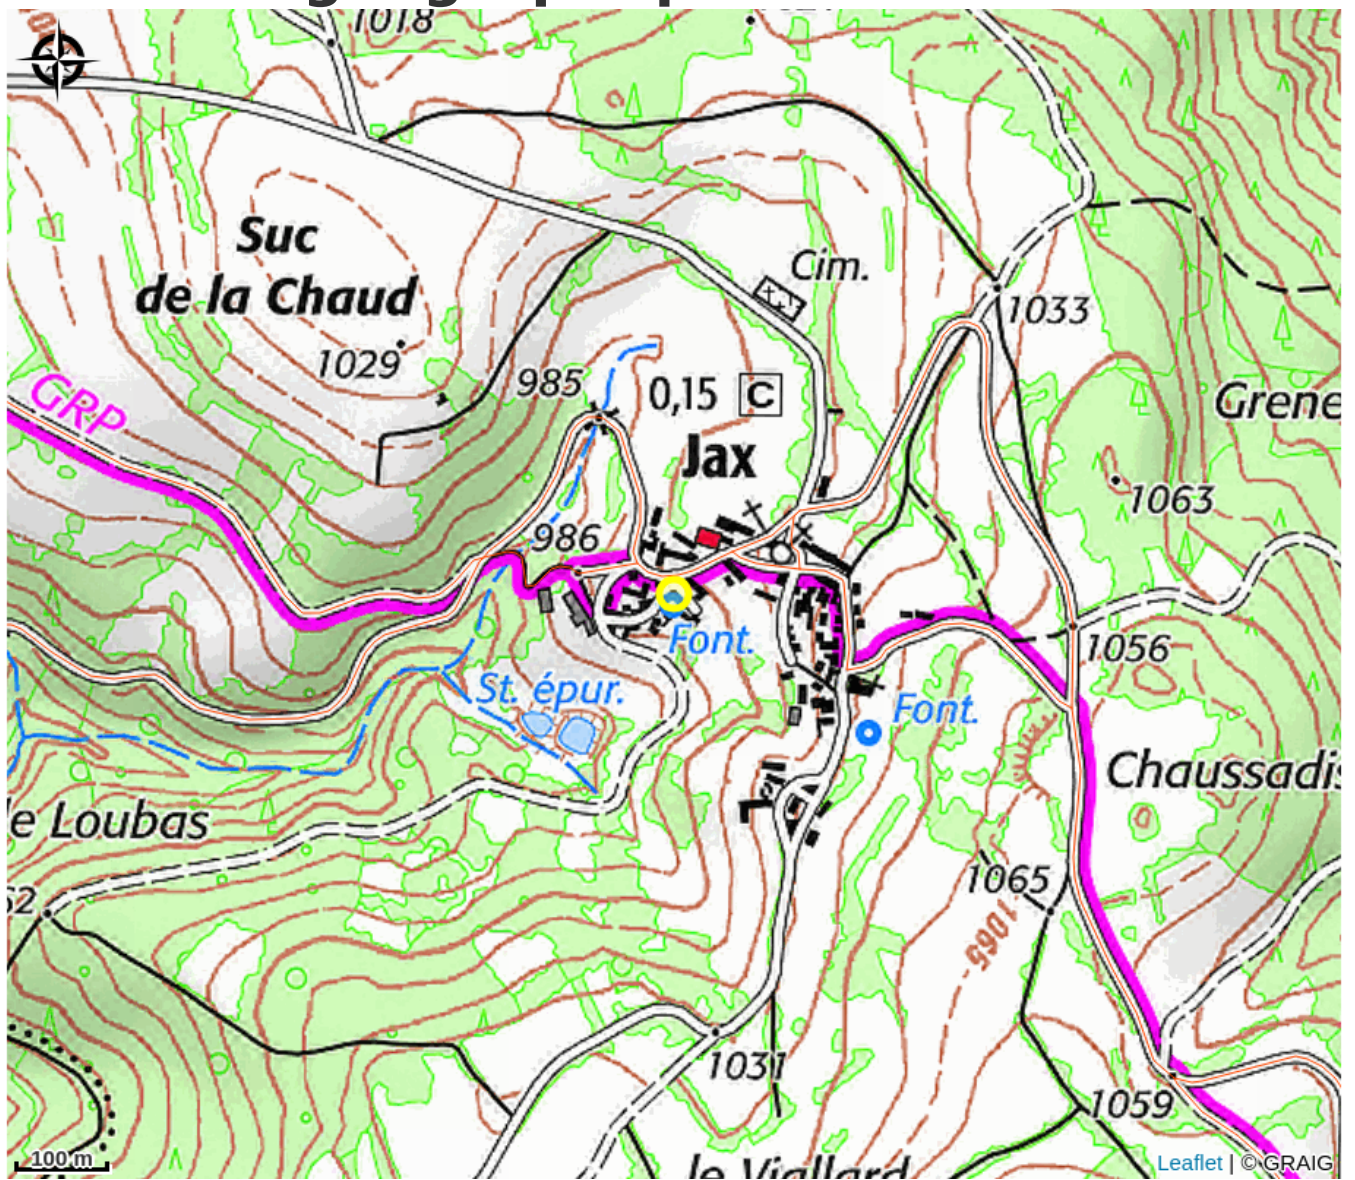 1018
Suc
de la Chaud
1029
Cim.
1033
985
0,15 C
GRP
Jax
Grene
1063
986
Font.
1056
St. épur.
Font.
Chaussadis
e Loubas
1065
1065
1031
1059
100 m
le Viallard
Leaflet | © GRAIG